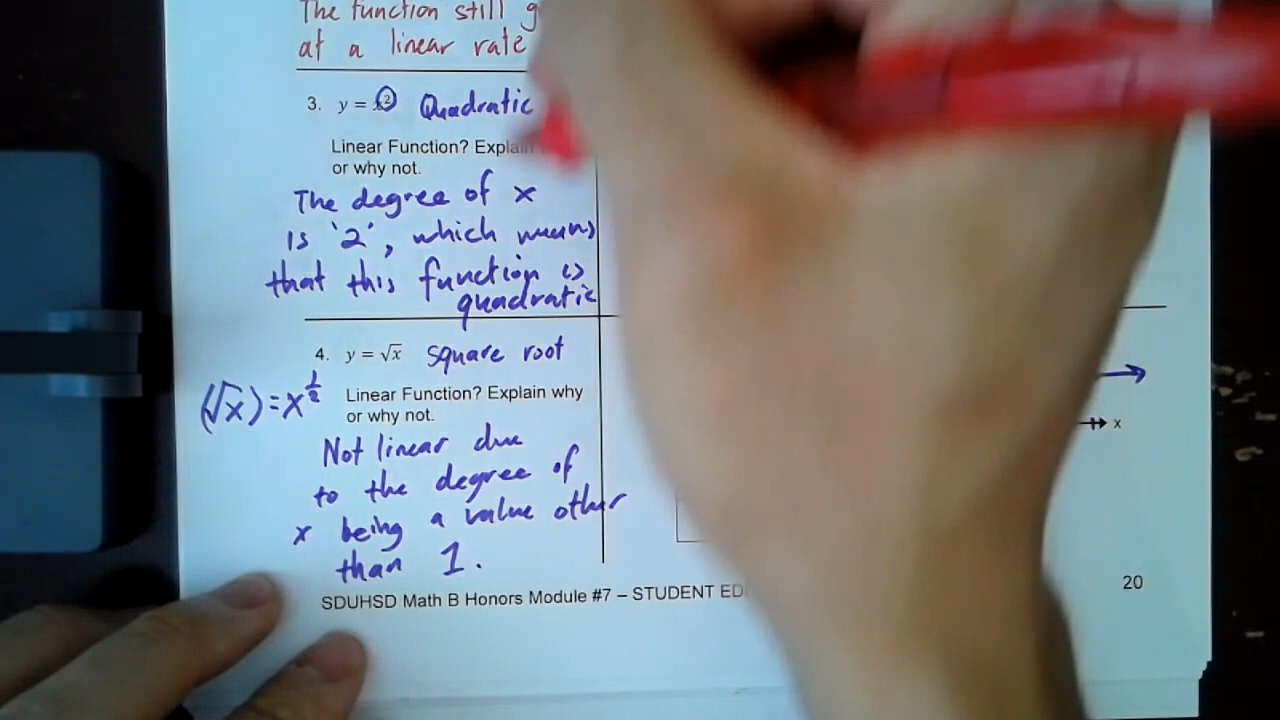 The function still g
at a linear rate
3. y = x² Quadratic
Linear Function? Explain
or why not.
The degree of x
is '2', which means
that this function is
quadratic
4. y = √x square root
(√x) = x^½
Linear Function? Explain why
or why not.
Not linear due
to the degree of
x being a value other
than 1.
x
SDUHSD Math B Honors Module #7 – STUDENT ED
20